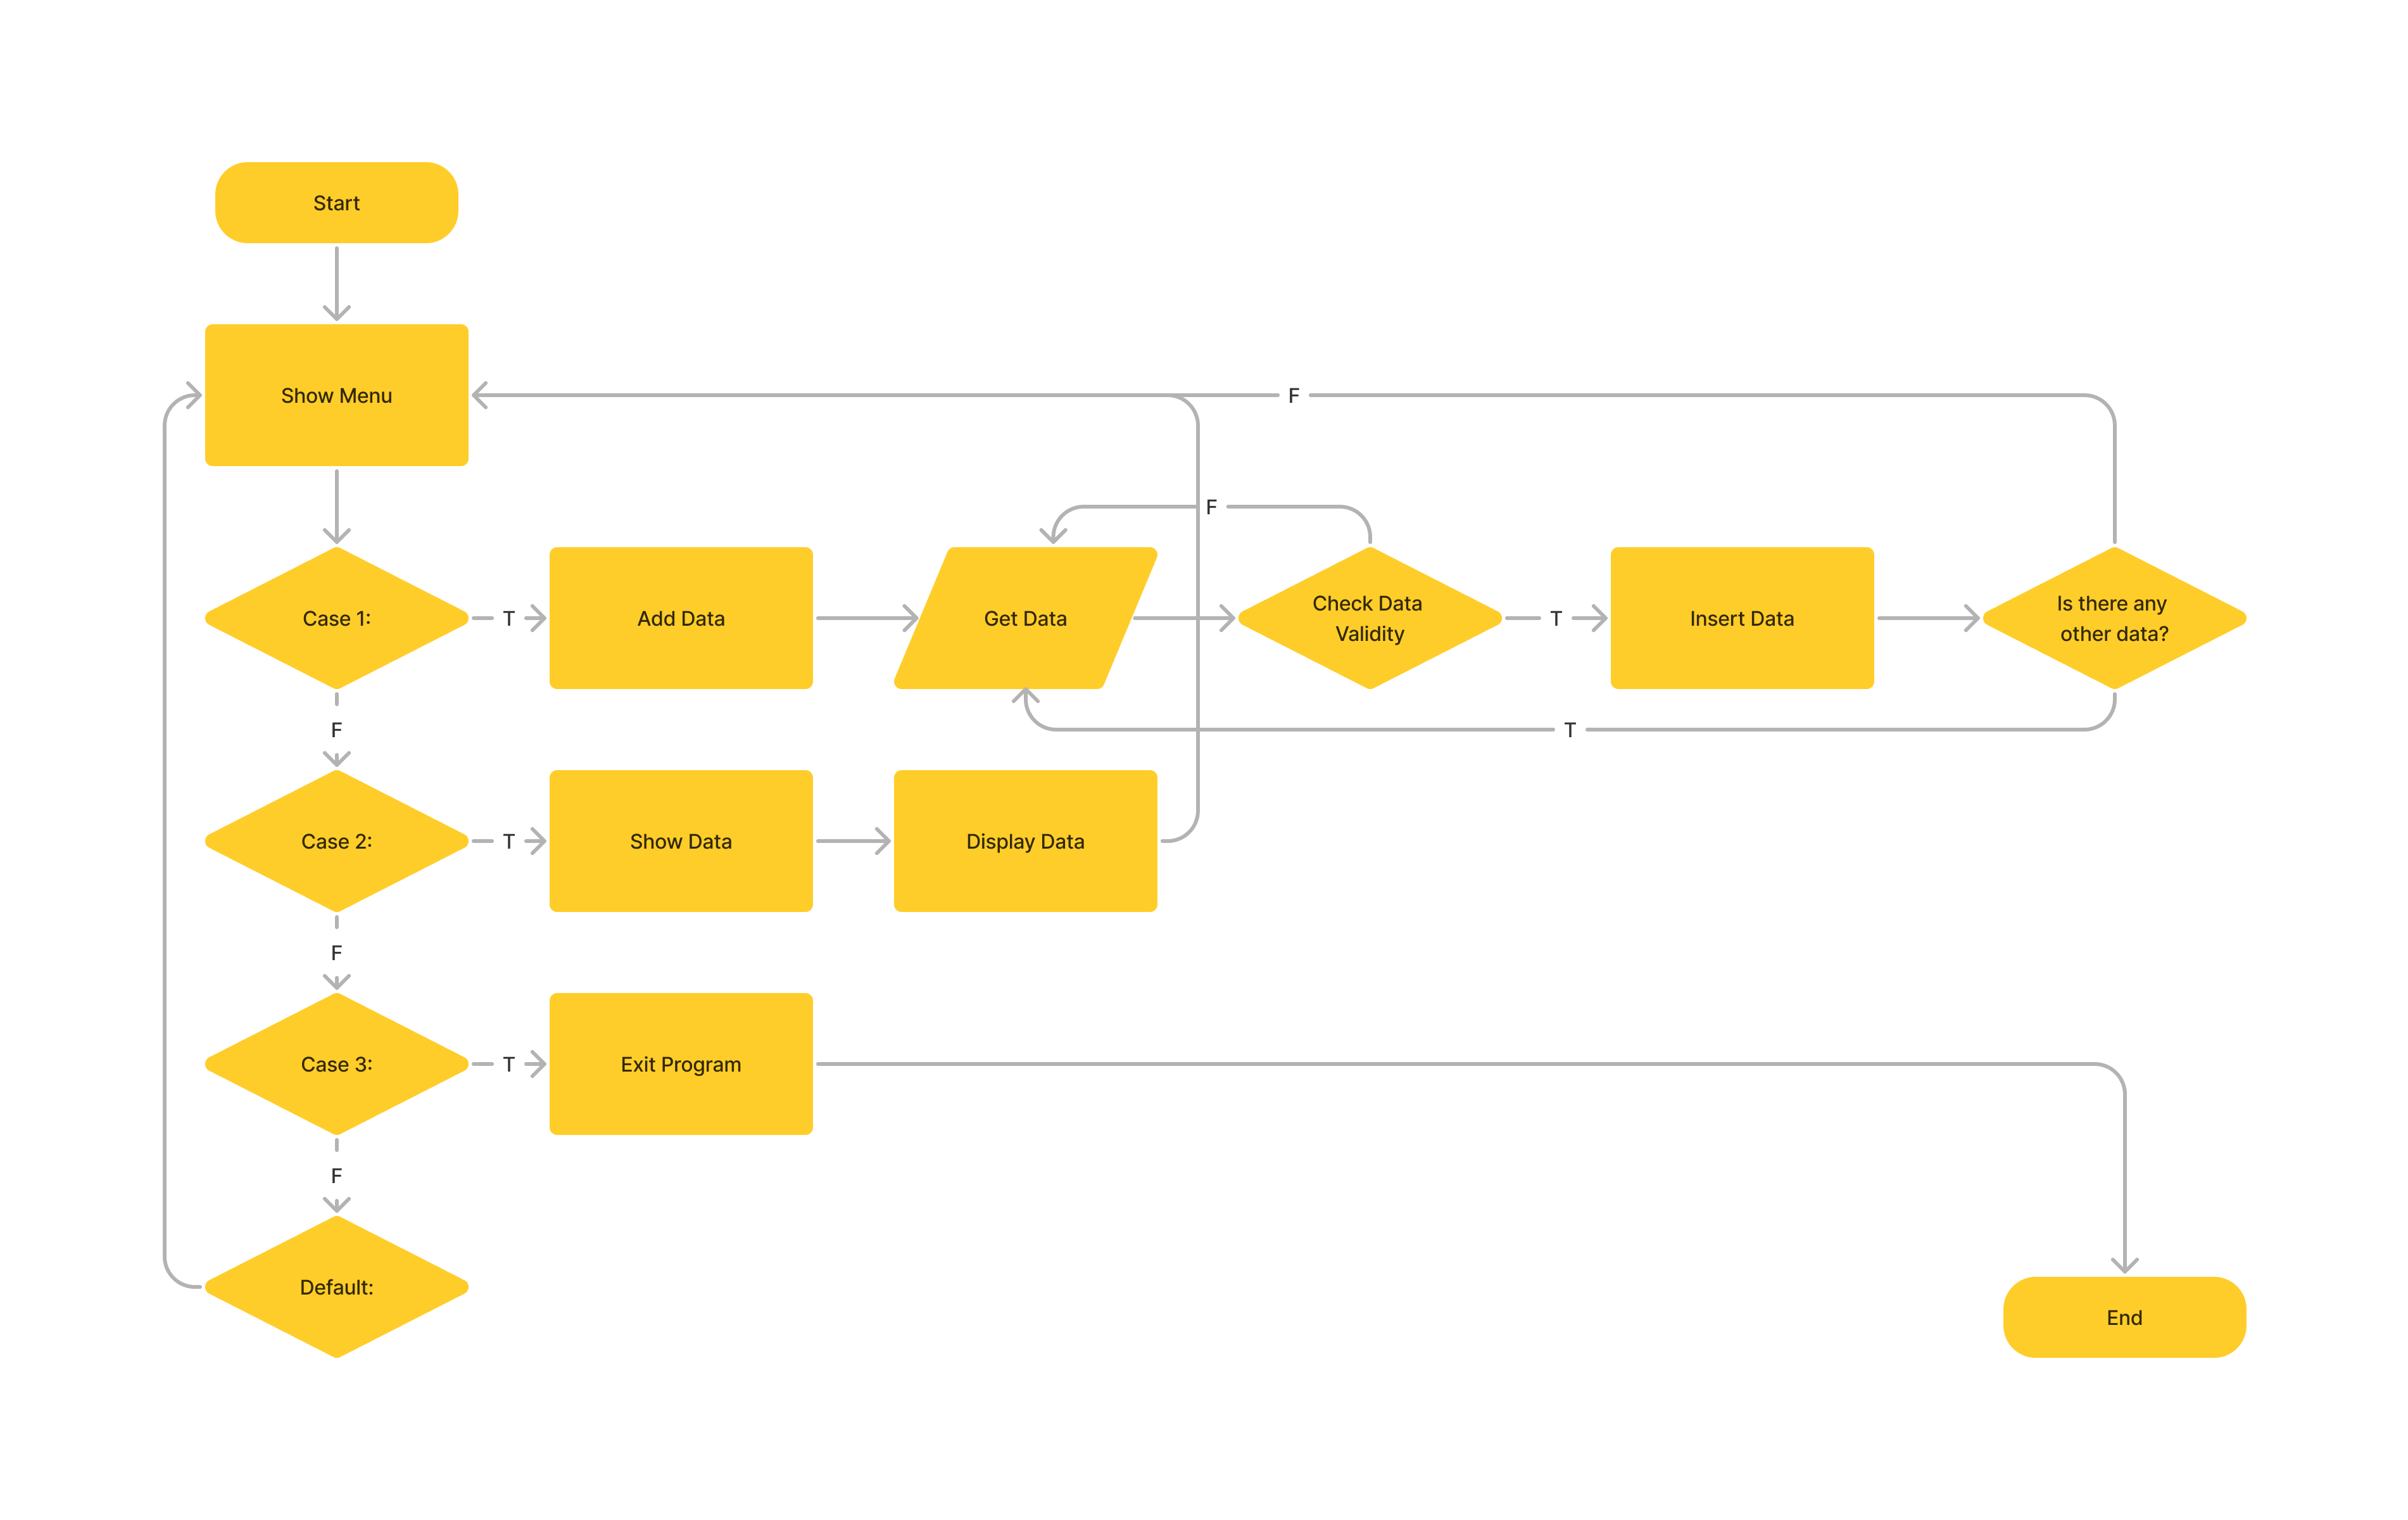 Start
Show Menu
F
F
Case 1:
T
Add Data
Get Data
Check Data
Validity
T
Insert Data
Is there any
other data?
F
T
Case 2:
T
Show Data
Display Data
F
Case 3:
T
Exit Program
F
Default:
End